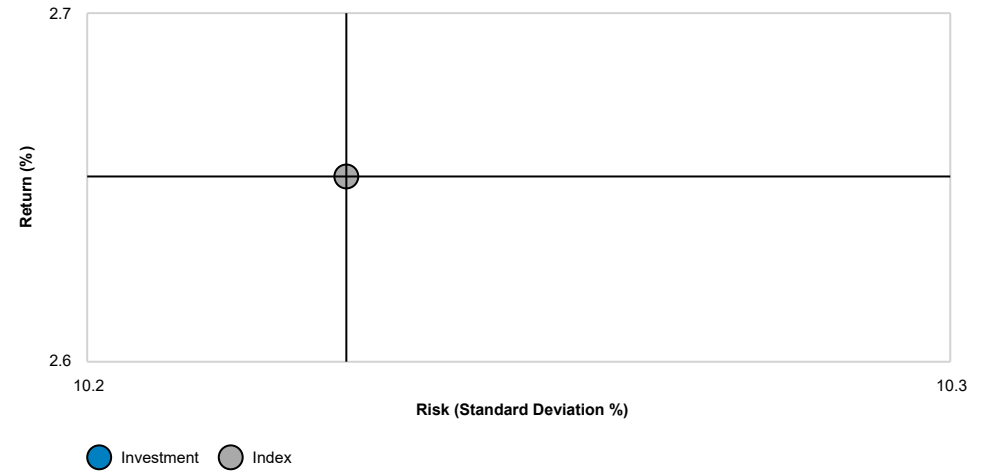 2.7
Return (%)
2.6
10.2
10.3
Risk (Standard Deviation %)
Investment
Index